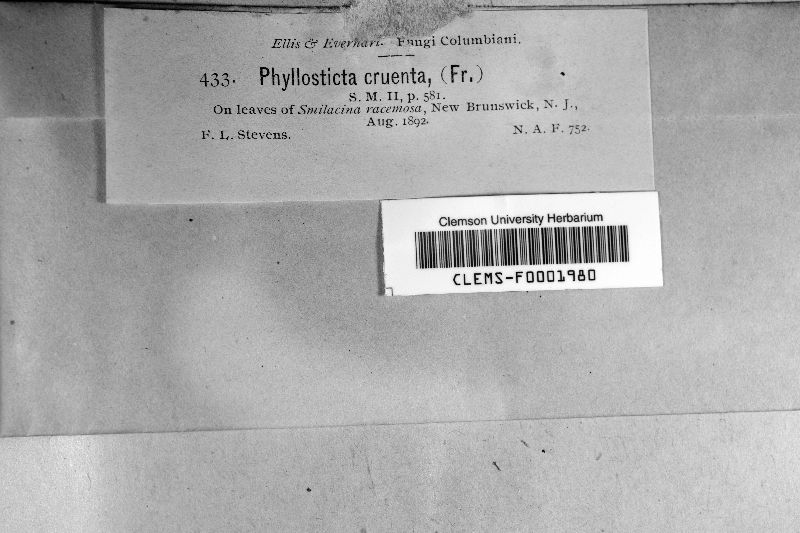 Ellis & Everhart. Fungi Columbiani.
433. Phyllosticta cruenta, (Fr.)
S. M. II, p. 581.
On leaves of Smilacina racemosa, New Brunswick, N. J.,
Aug. 1892.
F. L. Stevens. N. A. F. 752.
Clemson University Herbarium
CLEMS-F0001980